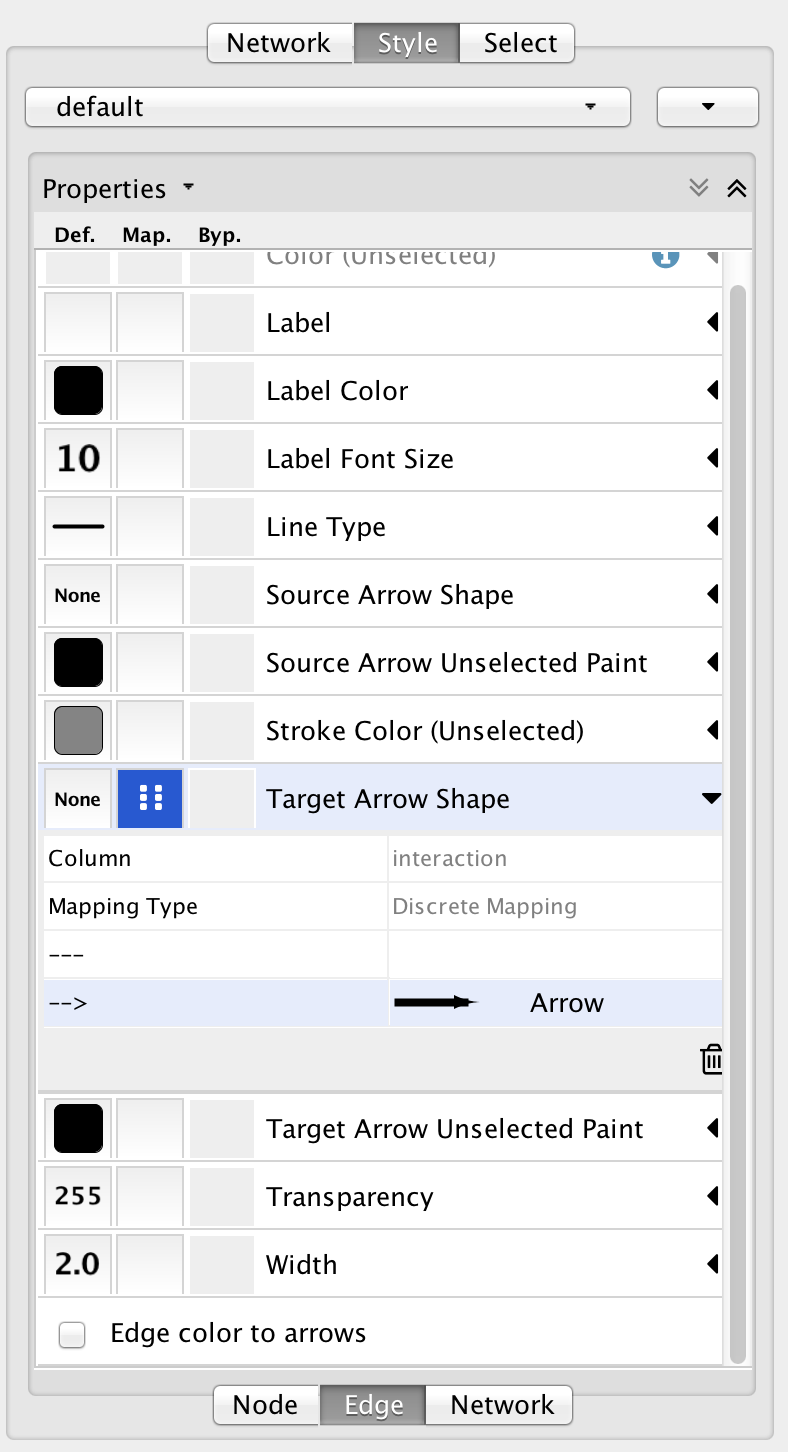 Network Style Select
default
Properties
Def. Map. Byp.
Color (Unselected)
Label
Label Color
10 Label Font Size
Line Type
None Source Arrow Shape
Source Arrow Unselected Paint
Stroke Color (Unselected)
None Target Arrow Shape
Column interaction
Mapping Type Discrete Mapping
---
--> Arrow
Target Arrow Unselected Paint
255 Transparency
2.0 Width
Edge color to arrows
Node Edge Network